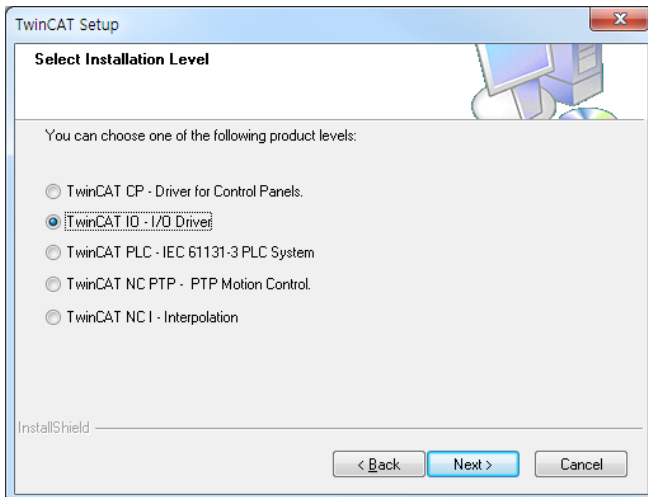 TwinCAT Setup
Select Installation Level
You can choose one of the following product levels:
TwinCAT CP - Driver for Control Panels.
TwinCAT IO - I/O Driver
TwinCAT PLC - IEC 61131-3 PLC System
TwinCAT NC PTP - PTP Motion Control.
TwinCAT NC I - Interpolation
InstallShield
< Back Next > Cancel